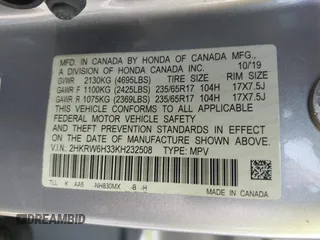 MFD. IN CANADA BY HONDA OF CANADA MFG.,
A DIVISION OF HONDA CANADA INC. 10/19
GVWR 2130KG (4695LBS) TIRE SIZE RIM SIZE
GAWR F 1100KG (2425LBS) 235/65R17 104H 17X7.5J
GAWR R 1075KG (2369LBS) 235/65R17 104H 17X7.5J
THIS VEHICLE CONFORMS TO ALL APPLICABLE
FEDERAL MOTOR VEHICLE SAFETY STANDARDS
IN EFFECT ON THE DATE OF MANUFACTURE SHOWN ABOVE.
V.I.N.: 2HKRW6H33KH232508 TYPE: MPV
K AA6 NH830MX -B -H
MADE IN CANADA
DREAMBID